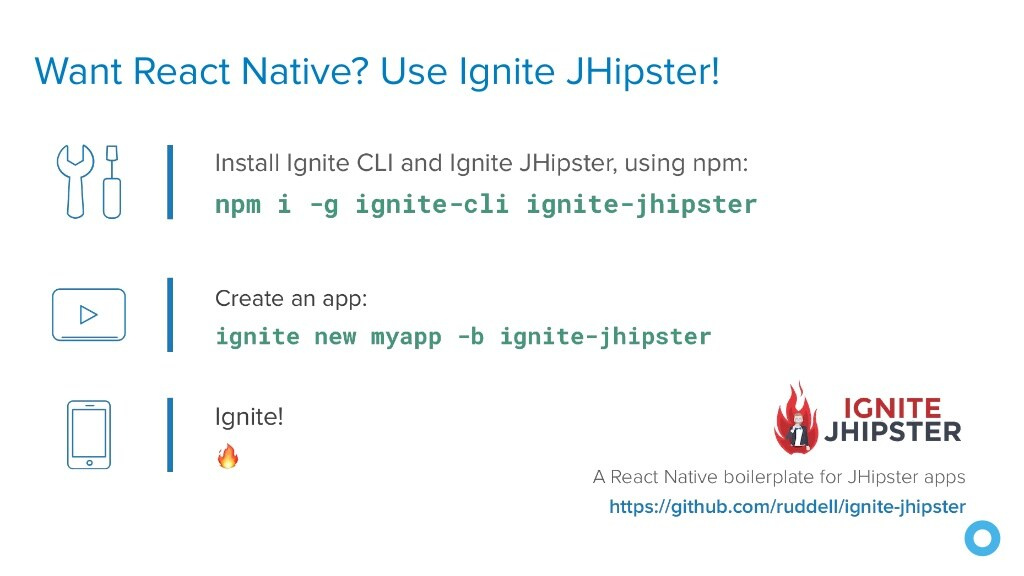 Want React Native? Use Ignite JHipster!
Install Ignite CLI and Ignite JHipster, using npm:
npm i -g ignite-cli ignite-jhipster
Create an app:
ignite new myapp -b ignite-jhipster
Ignite!
🔥
IGNITE
JHIPSTER
A React Native boilerplate for JHipster apps
https://github.com/ruddell/ignite-jhipster